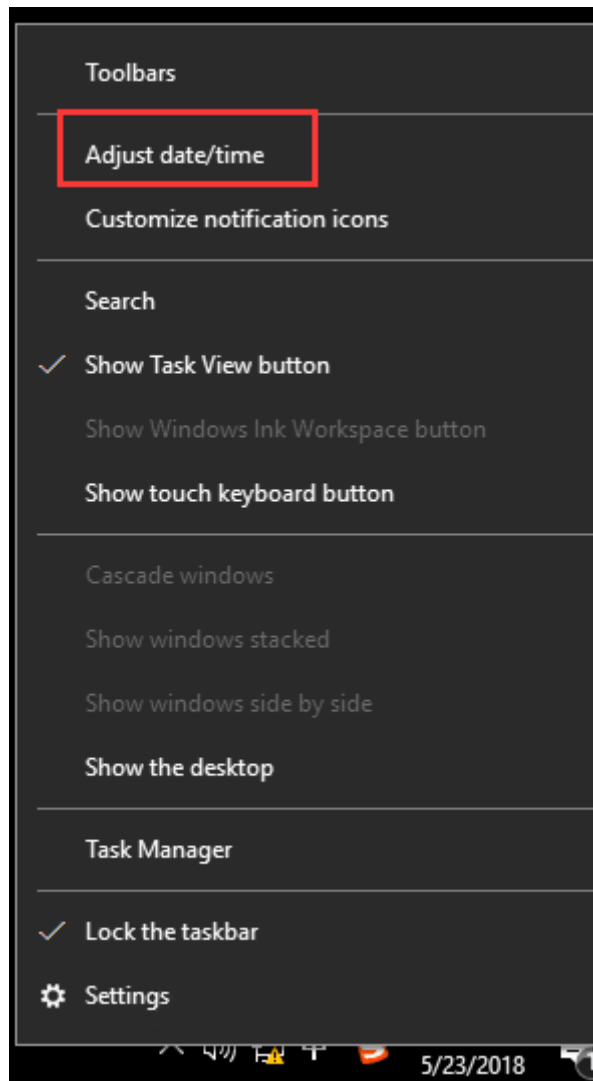 Toolbars
Adjust date/time
Customize notification icons
Search
Show Task View button
Show Windows Ink Workspace button
Show touch keyboard button
Cascade windows
Show windows stacked
Show windows side by side
Show the desktop
Task Manager
Lock the taskbar
Settings
5/23/2018